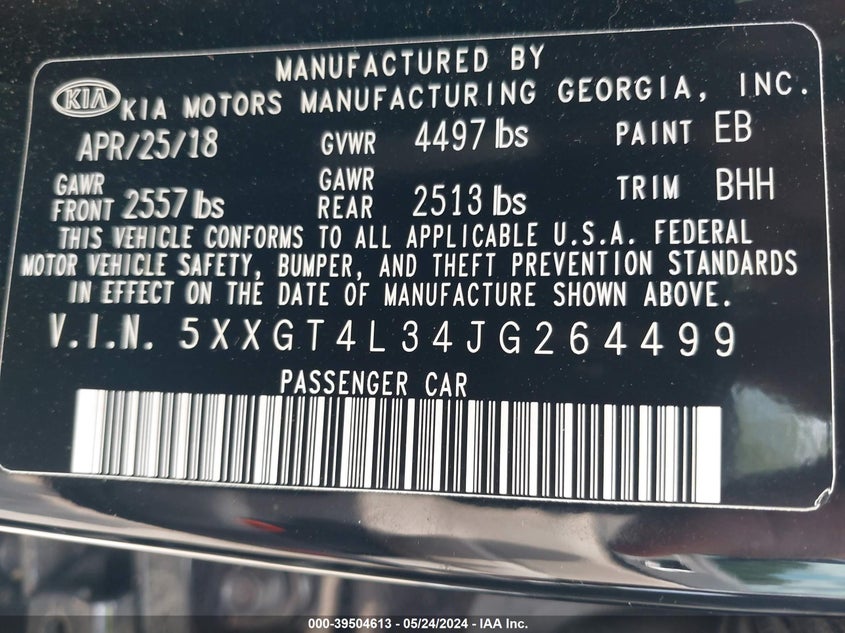 MANUFACTURED BY
KIA KIA MOTORS MANUFACTURING GEORGIA, INC.
APR/25/18 GVWR 4497 lbs PAINT EB
GAWR FRONT 2557 lbs GAWR REAR 2513 lbs TRIM BHH
THIS VEHICLE CONFORMS TO ALL APPLICABLE U.S.A. FEDERAL
MOTOR VEHICLE SAFETY, BUMPER, AND THEFT PREVENTION STANDARDS
IN EFFECT ON THE DATE OF MANUFACTURE SHOWN ABOVE.
V.I.N. 5XXGT4L34JG264499
PASSENGER CAR
000-39504613 - 05/24/2024 - IAA Inc.